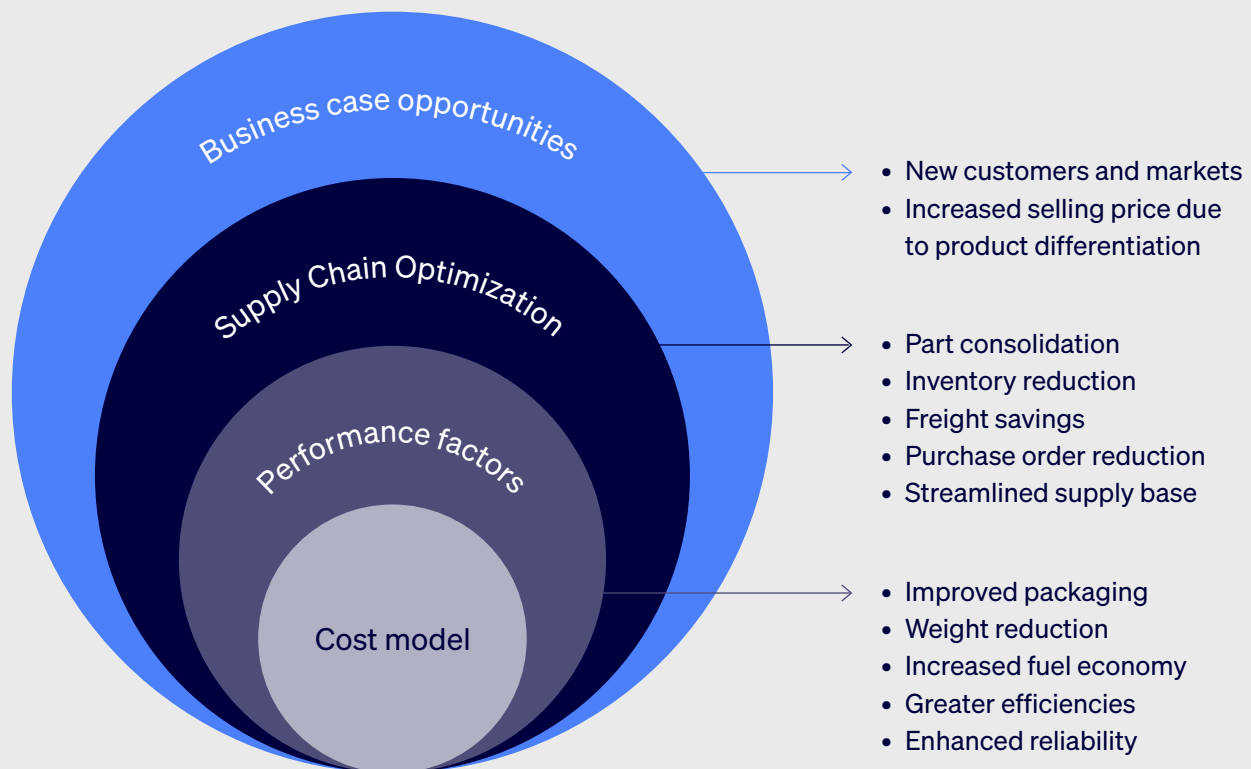 Business case opportunities
• New customers and markets
• Increased selling price due
to product differentiation
Supply Chain Optimization
• Part consolidation
• Inventory reduction
• Freight savings
• Purchase order reduction
• Streamlined supply base
Performance factors
• Improved packaging
• Weight reduction
• Increased fuel economy
• Greater efficiencies
• Enhanced reliability
Cost model